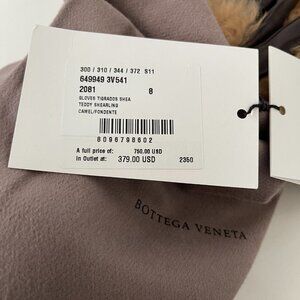 300 / 310 / 344 / 372 S11
649949 3V541
2081 8
GLOVES TIGRADOS SHEA
TEDDY SHEARLING
CAMEL/FONDENTE
8096798602
A full price of: 750.00 USD
In Outlet at: 379.00 USD 2350
BOTTEGA VENETA